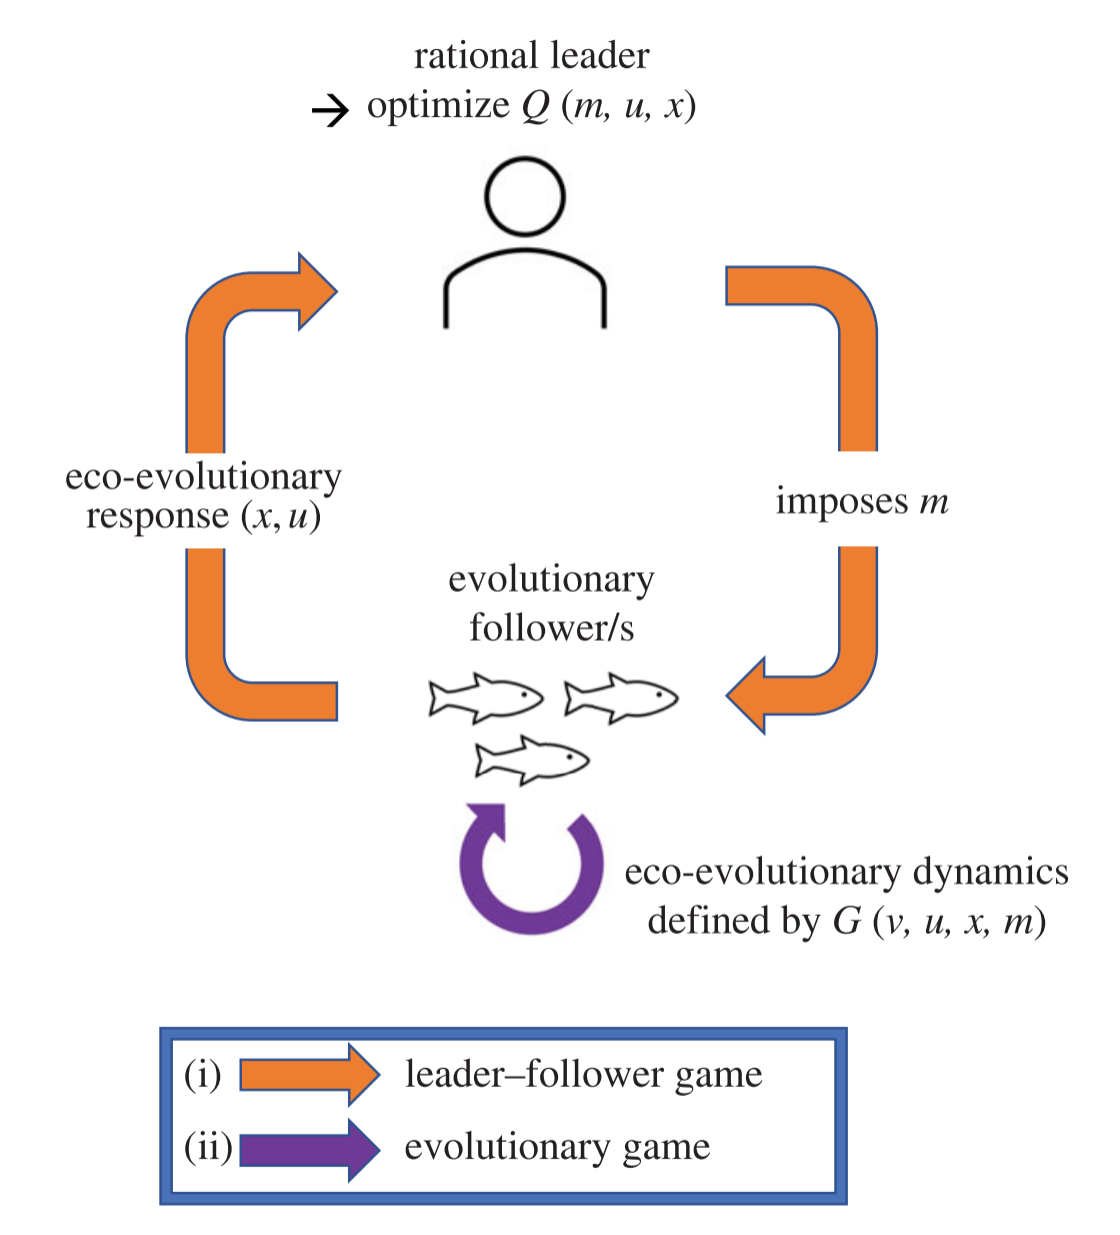 rational leader
→ optimize Q (m, u, x)
eco-evolutionary
response (x, u)
imposes m
evolutionary
follower/s
eco-evolutionary dynamics
defined by G (v, u, x, m)
(i) leader–follower game
(ii) evolutionary game